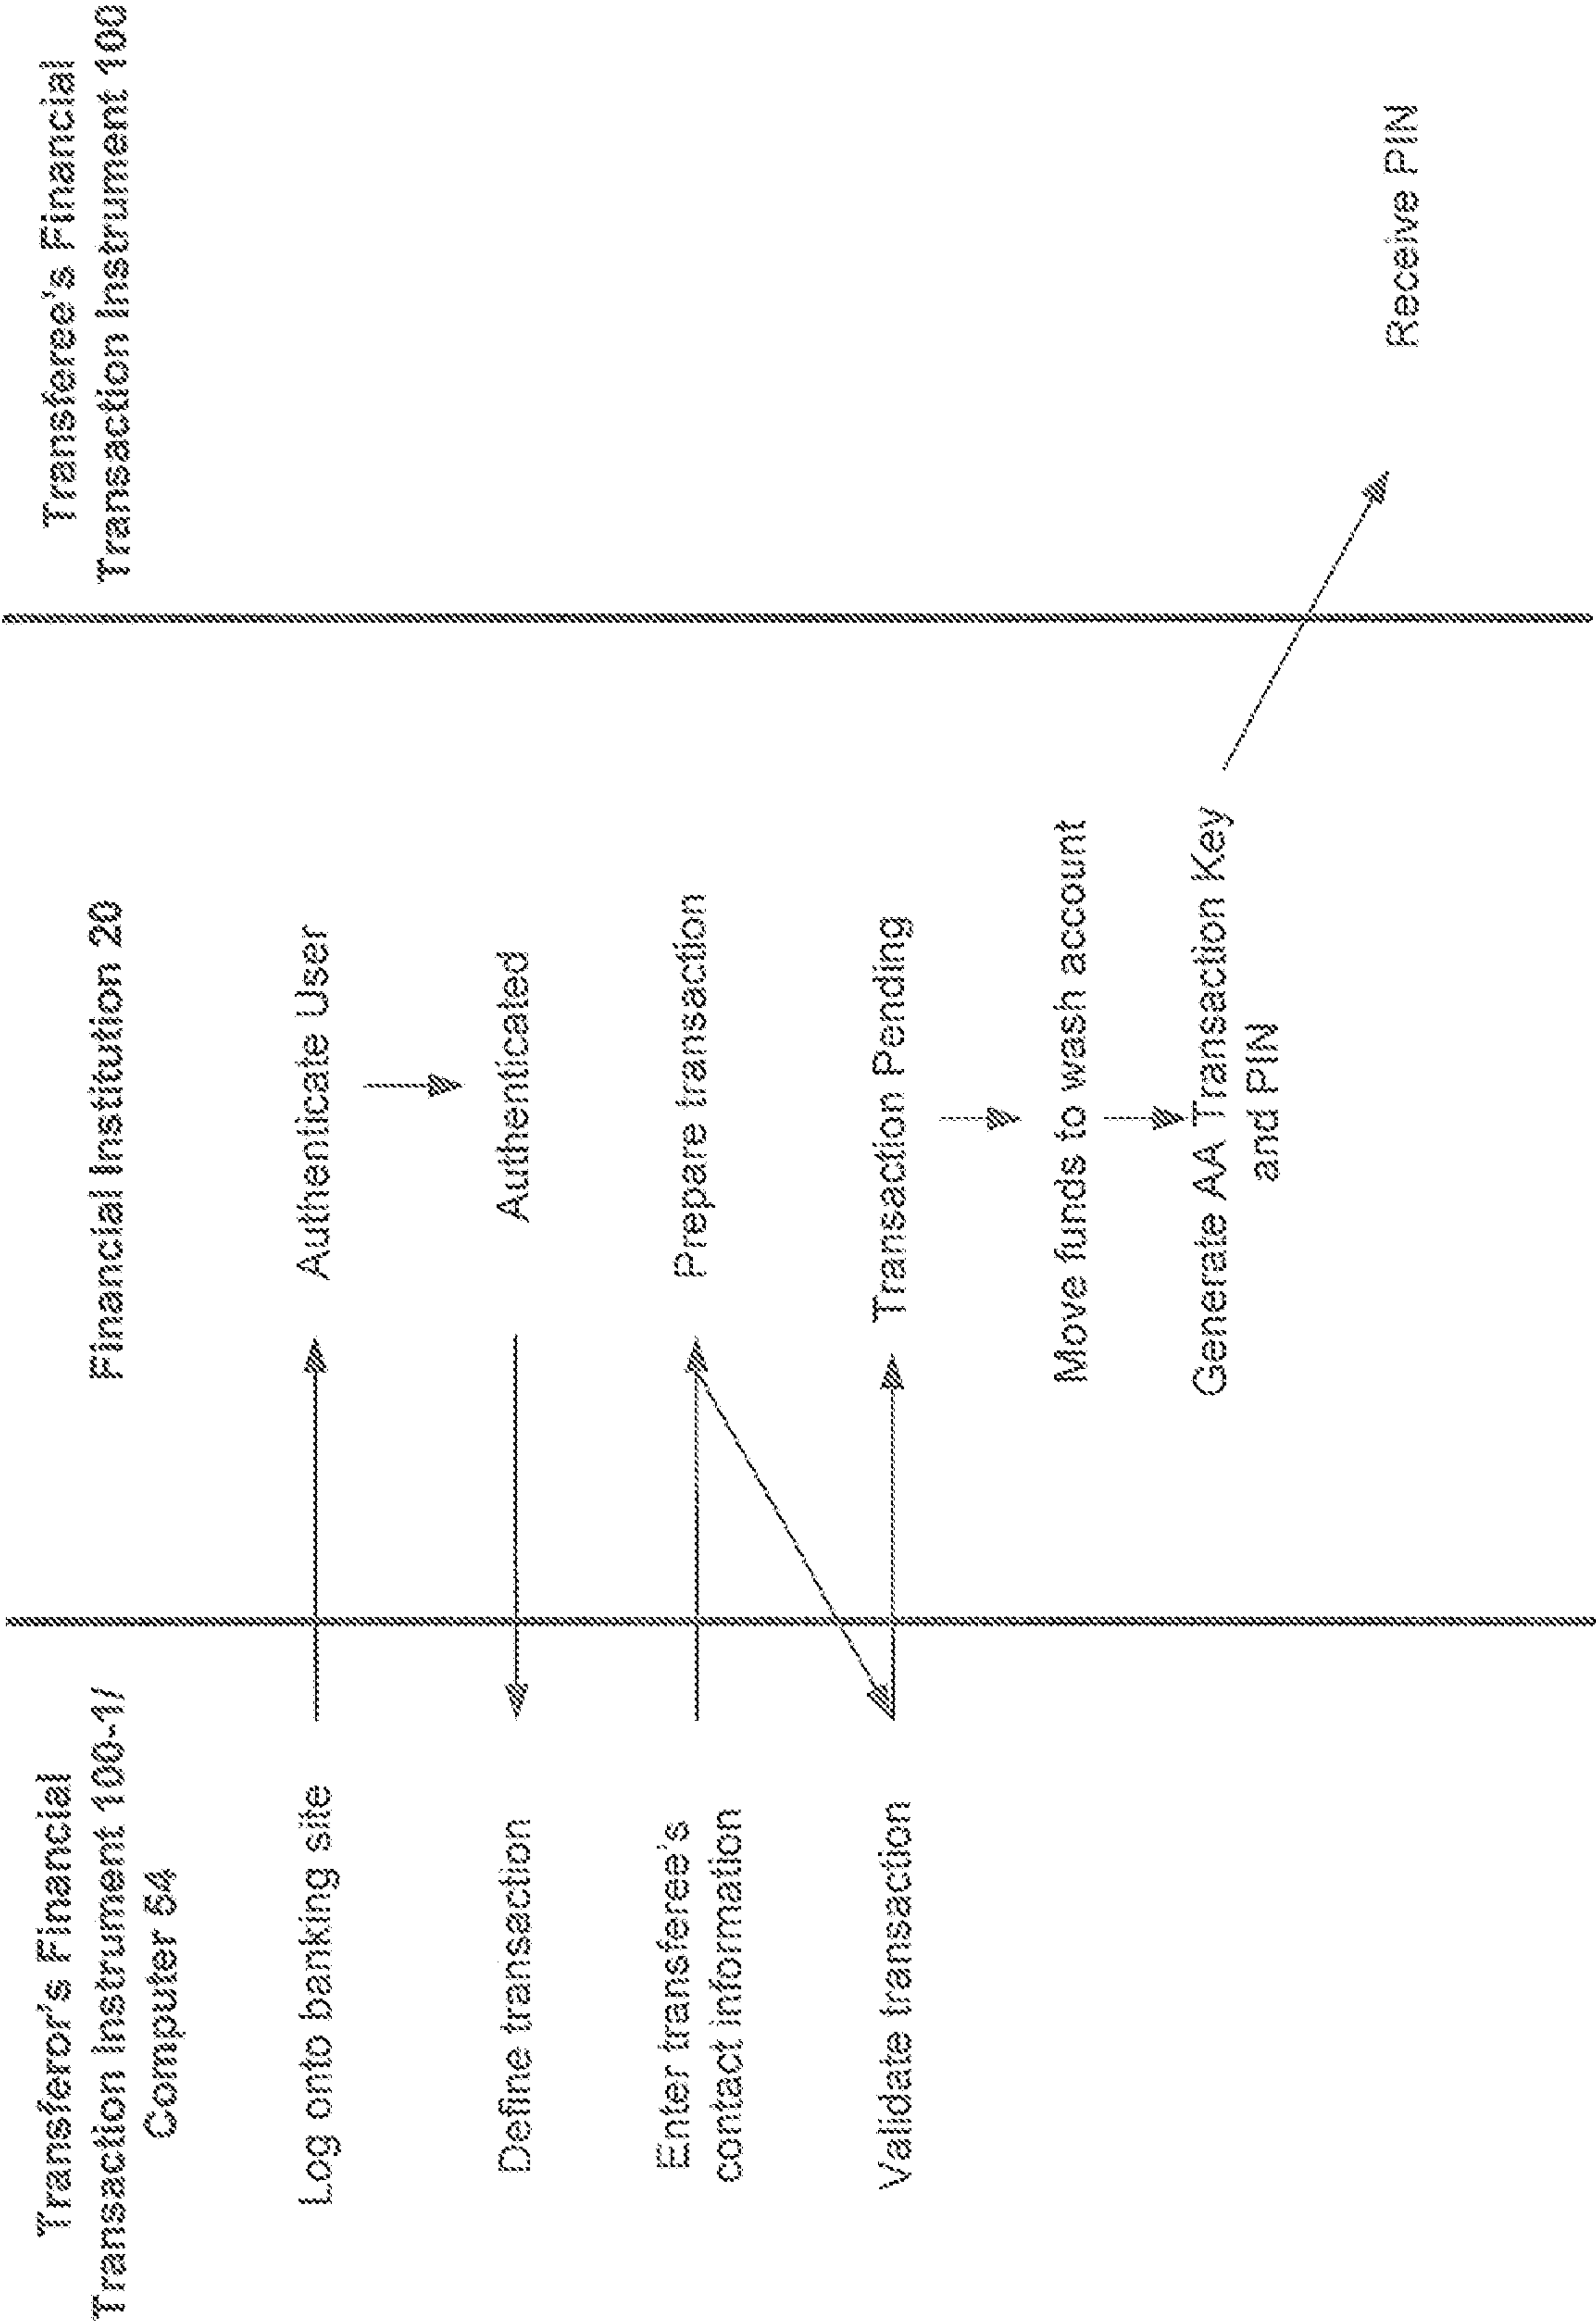 Transferor's Financial
Transaction Instrument 100-1/
Computer 54
Financial Institution 20
Transferee's Financial
Transaction Instrument 100
Log onto banking site
Authenticate User
Define transaction
Authenticated
Enter transferee's
contact information
Prepare transaction
Validate transaction
Transaction Pending
Move funds to wash account
Generate AA Transaction Key
and PIN
Receive PIN